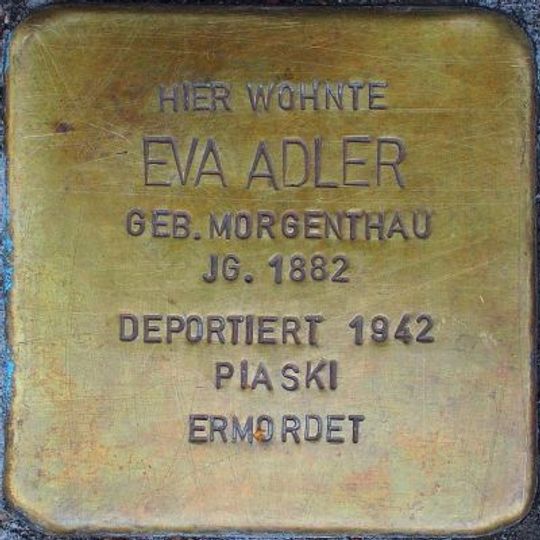 HIER WOHNTE
EVA ADLER
GEB. MORGENTHAU
JG. 1882
DEPORTIERT 1942
PIASKI
ERMORDET